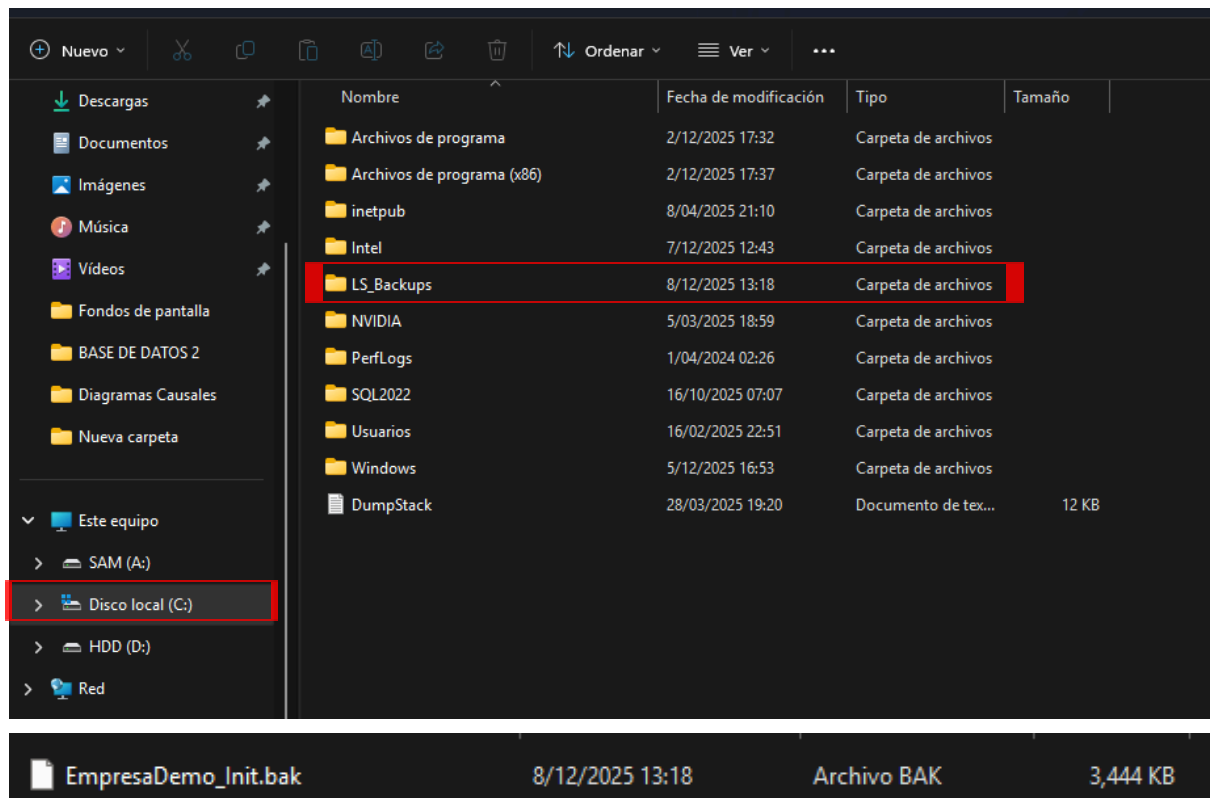 Nuevo
Ordenar
Ver
Descargas
Documentos
Imágenes
Música
Vídeos
Fondos de pantalla
BASE DE DATOS 2
Diagramas Causales
Nueva carpeta
Este equipo
SAM (A:)
Disco local (C:)
HDD (D:)
Red
Nombre Fecha de modificación Tipo Tamaño
Archivos de programa 2/12/2025 17:32 Carpeta de archivos
Archivos de programa (x86) 2/12/2025 17:37 Carpeta de archivos
inetpub 8/04/2025 21:10 Carpeta de archivos
Intel 7/12/2025 12:43 Carpeta de archivos
LS_Backups 8/12/2025 13:18 Carpeta de archivos
NVIDIA 5/03/2025 18:59 Carpeta de archivos
PerfLogs 1/04/2024 02:26 Carpeta de archivos
SQL2022 16/10/2025 07:07 Carpeta de archivos
Usuarios 16/02/2025 22:51 Carpeta de archivos
Windows 5/12/2025 16:53 Carpeta de archivos
DumpStack 28/03/2025 19:20 Documento de tex... 12 KB
EmpresaDemo_Init.bak 8/12/2025 13:18 Archivo BAK 3,444 KB